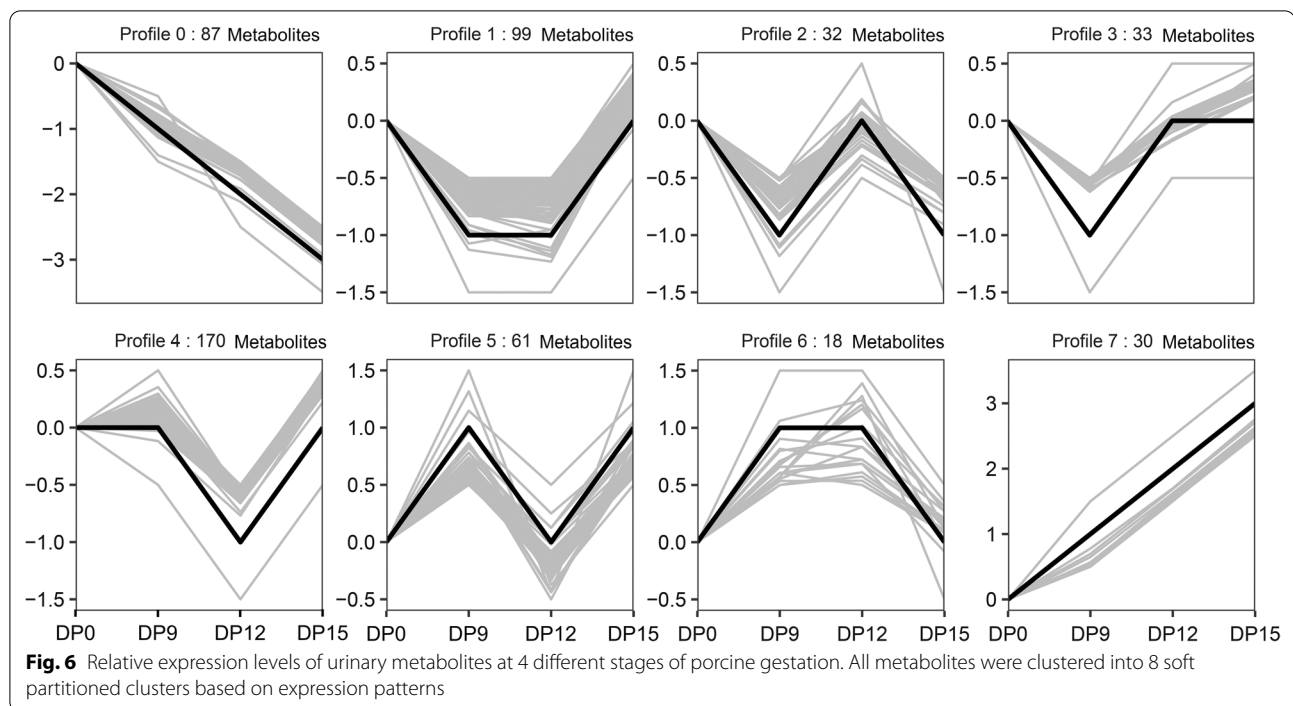 Profile 0 : 87 Metabolites
Profile 1 : 99 Metabolites
Profile 2 : 32 Metabolites
Profile 3 : 33 Metabolites
0
−1
−2
−3
0.5
0.0
−0.5
−1.0
−1.5
0.5
0.0
−0.5
−1.0
−1.5
0.5
0.0
−0.5
−1.0
−1.5
Profile 4 : 170 Metabolites
Profile 5 : 61 Metabolites
Profile 6 : 18 Metabolites
Profile 7 : 30 Metabolites
0.5
0.0
−0.5
−1.0
−1.5
1.5
1.0
0.5
0.0
−0.5
1.5
1.0
0.5
0.0
−0.5
3
2
1
0
DP0 DP9 DP12 DP15
DP0 DP9 DP12 DP15
DP0 DP9 DP12 DP15
DP0 DP9 DP12 DP15
Fig. 6 Relative expression levels of urinary metabolites at 4 different stages of porcine gestation. All metabolites were clustered into 8 soft
partitioned clusters based on expression patterns